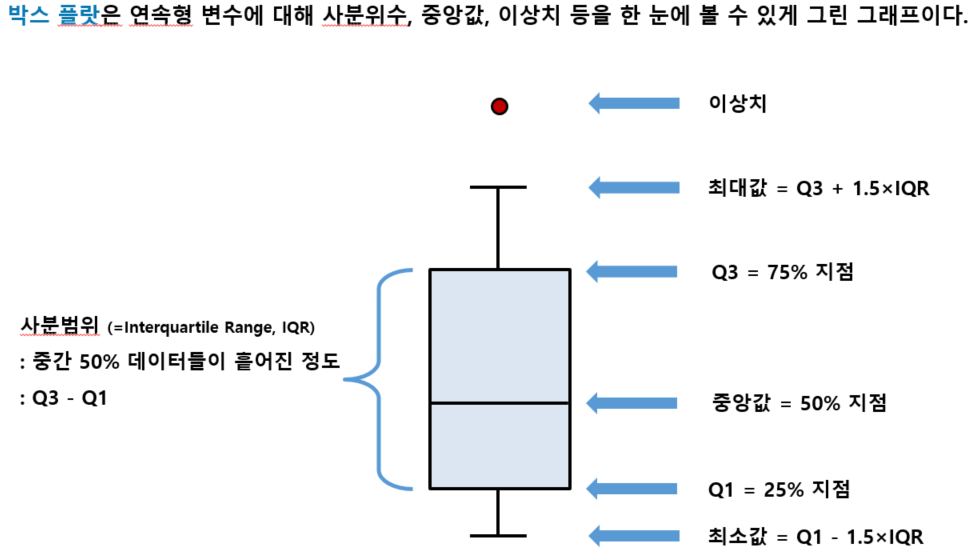 박스 플랏은 연속형 변수에 대해 사분위수, 중앙값, 이상치 등을 한 눈에 볼 수 있게 그린 그래프이다.
이상치
최대값 = Q3 + 1.5×IQR
Q3 = 75% 지점
사분범위 (=Interquartile Range, IQR)
: 중간 50% 데이터들이 흩어진 정도
: Q3 - Q1
중앙값 = 50% 지점
Q1 = 25% 지점
최소값 = Q1 - 1.5×IQR